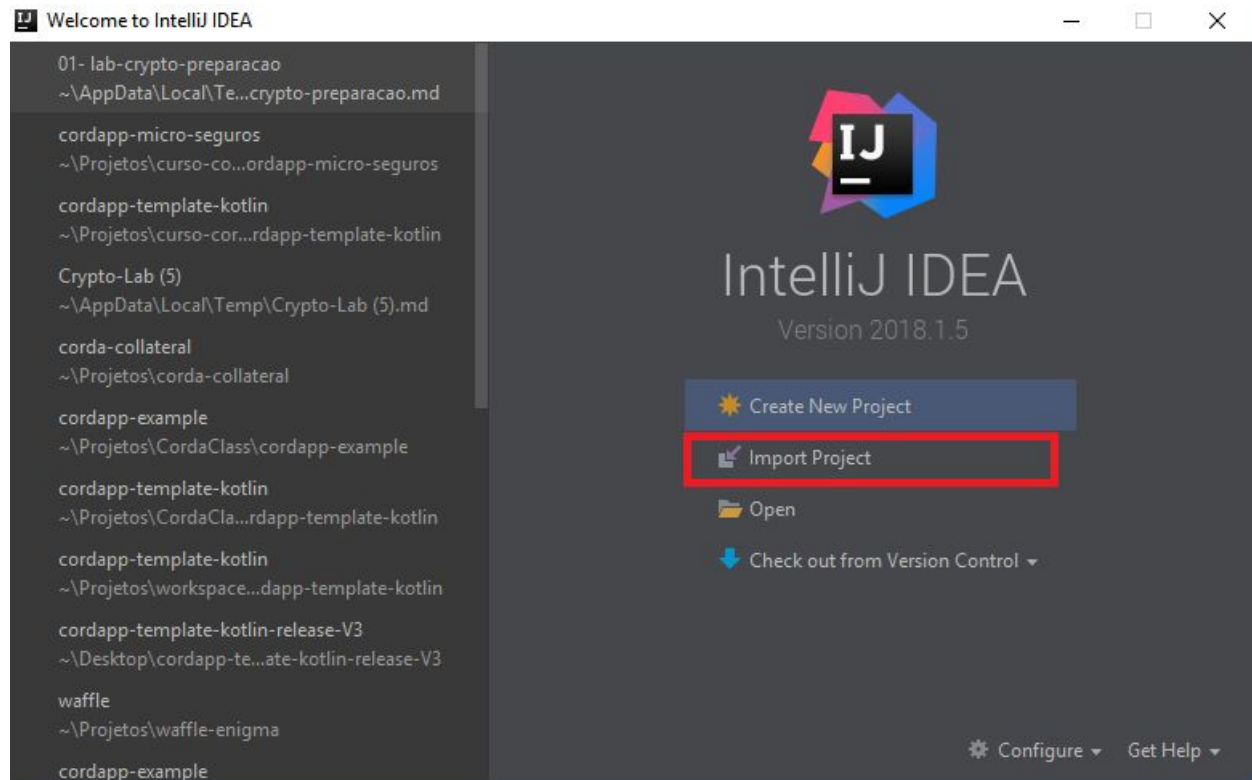 Welcome to IntelliJ IDEA
01- lab-crypto-preparacao
~\AppData\Local\Te...crypto-preparacao.md
cordapp-micro-seguros
~\Projetos\curso-co...ordapp-micro-seguros
cordapp-template-kotlin
~\Projetos\curso-cor...rdapp-template-kotlin
Crypto-Lab (5)
~\AppData\Local\Temp\Crypto-Lab (5).md
corda-collateral
~\Projetos\corda-collateral
cordapp-example
~\Projetos\CordaClass\cordapp-example
cordapp-template-kotlin
~\Projetos\CordaCla...rdapp-template-kotlin
cordapp-template-kotlin
~\Projetos\workspace...dapp-template-kotlin
cordapp-template-kotlin-release-V3
~\Desktop\cordapp-te...ate-kotlin-release-V3
waffle
~\Projetos\waffle-enigma
cordapp-example
IJ
IntelliJ IDEA
Version 2018.1.5
Create New Project
Import Project
Open
Check out from Version Control
Configure
Get Help